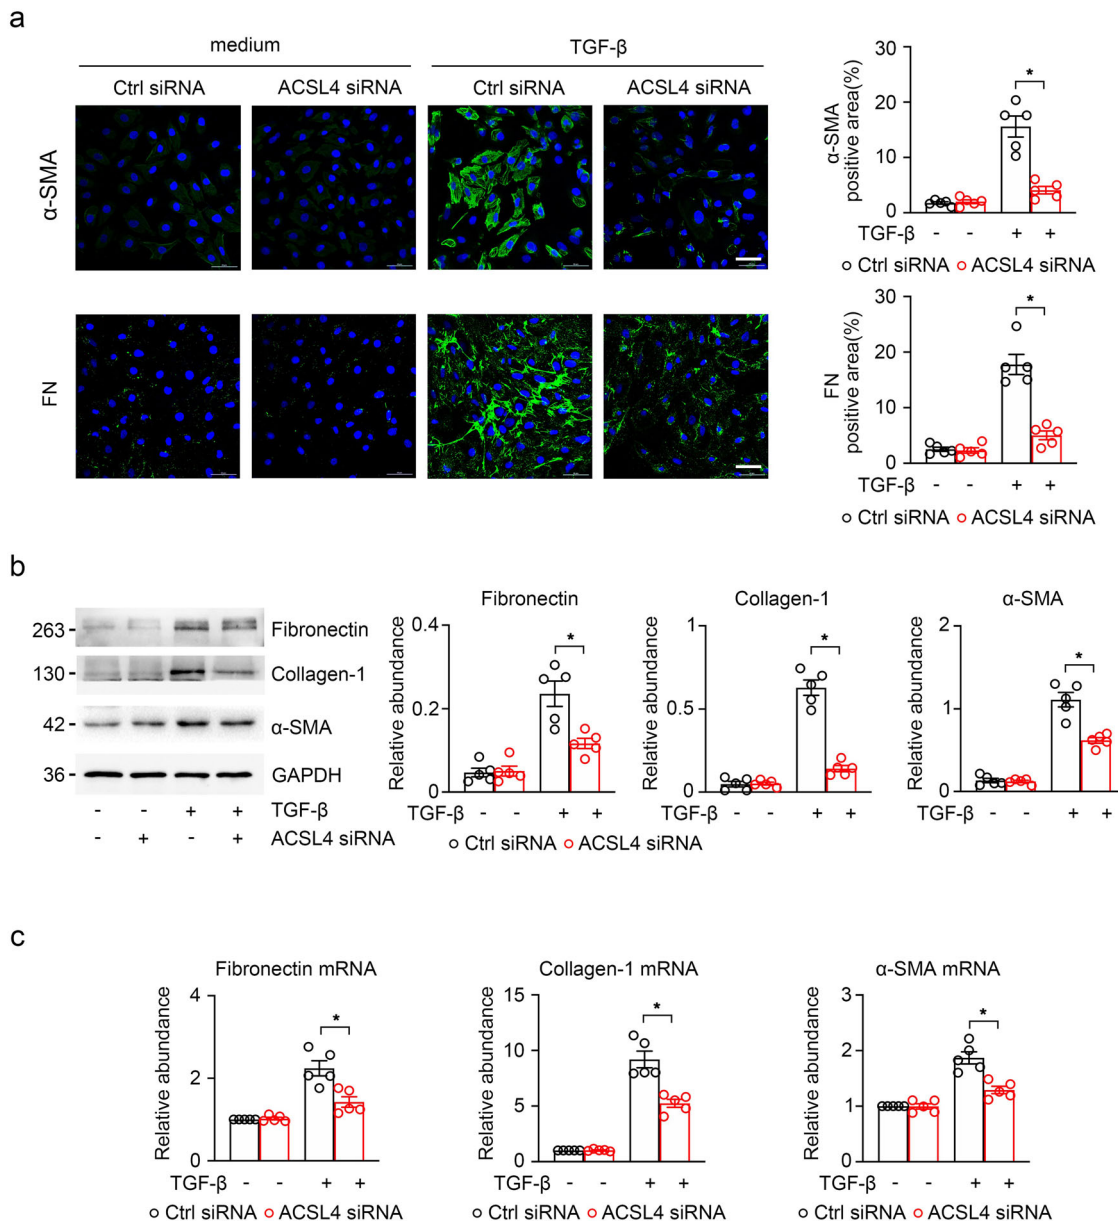 a
medium
TGF-β
Ctrl siRNA
ACSL4 siRNA
Ctrl siRNA
ACSL4 siRNA
α-SMA
FN
α-SMA
positive area(%)
30
20
10
0
*
TGF-β - - + +
Ctrl siRNA ACSL4 siRNA
FN
positive area(%)
30
20
10
0
*
TGF-β - - + +
Ctrl siRNA ACSL4 siRNA
b
263 Fibronectin
130 Collagen-1
42 α-SMA
36 GAPDH
- - + + TGF-β
- + - + ACSL4 siRNA
Fibronectin
Relative abundance
0.4
0.2
0
*
TGF-β - - + +
Collagen-1
Relative abundance
1
0.5
0
*
TGF-β - - + +
α-SMA
Relative abundance
2
1
0
*
TGF-β - - + +
Ctrl siRNA ACSL4 siRNA
c
Fibronectin mRNA
Relative abundance
4
2
0
*
TGF-β - - + +
Ctrl siRNA ACSL4 siRNA
Collagen-1 mRNA
Relative abundance
15
10
5
0
*
TGF-β - - + +
Ctrl siRNA ACSL4 siRNA
α-SMA mRNA
Relative abundance
3
2
1
0
*
TGF-β - - + +
Ctrl siRNA ACSL4 siRNA